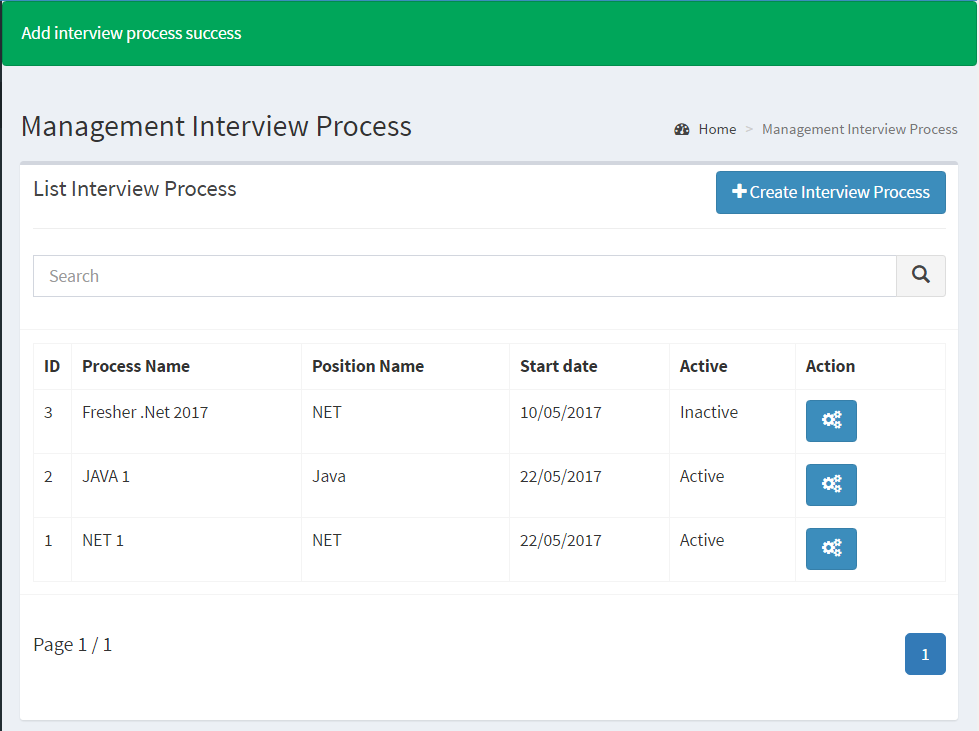 Add interview process success
Management Interview Process
Home > Management Interview Process
List Interview Process
Create Interview Process
Search
ID Process Name Position Name Start date Active Action
3 Fresher .Net 2017 NET 10/05/2017 Inactive
2 JAVA 1 Java 22/05/2017 Active
1 NET 1 NET 22/05/2017 Active
Page 1 / 1
1